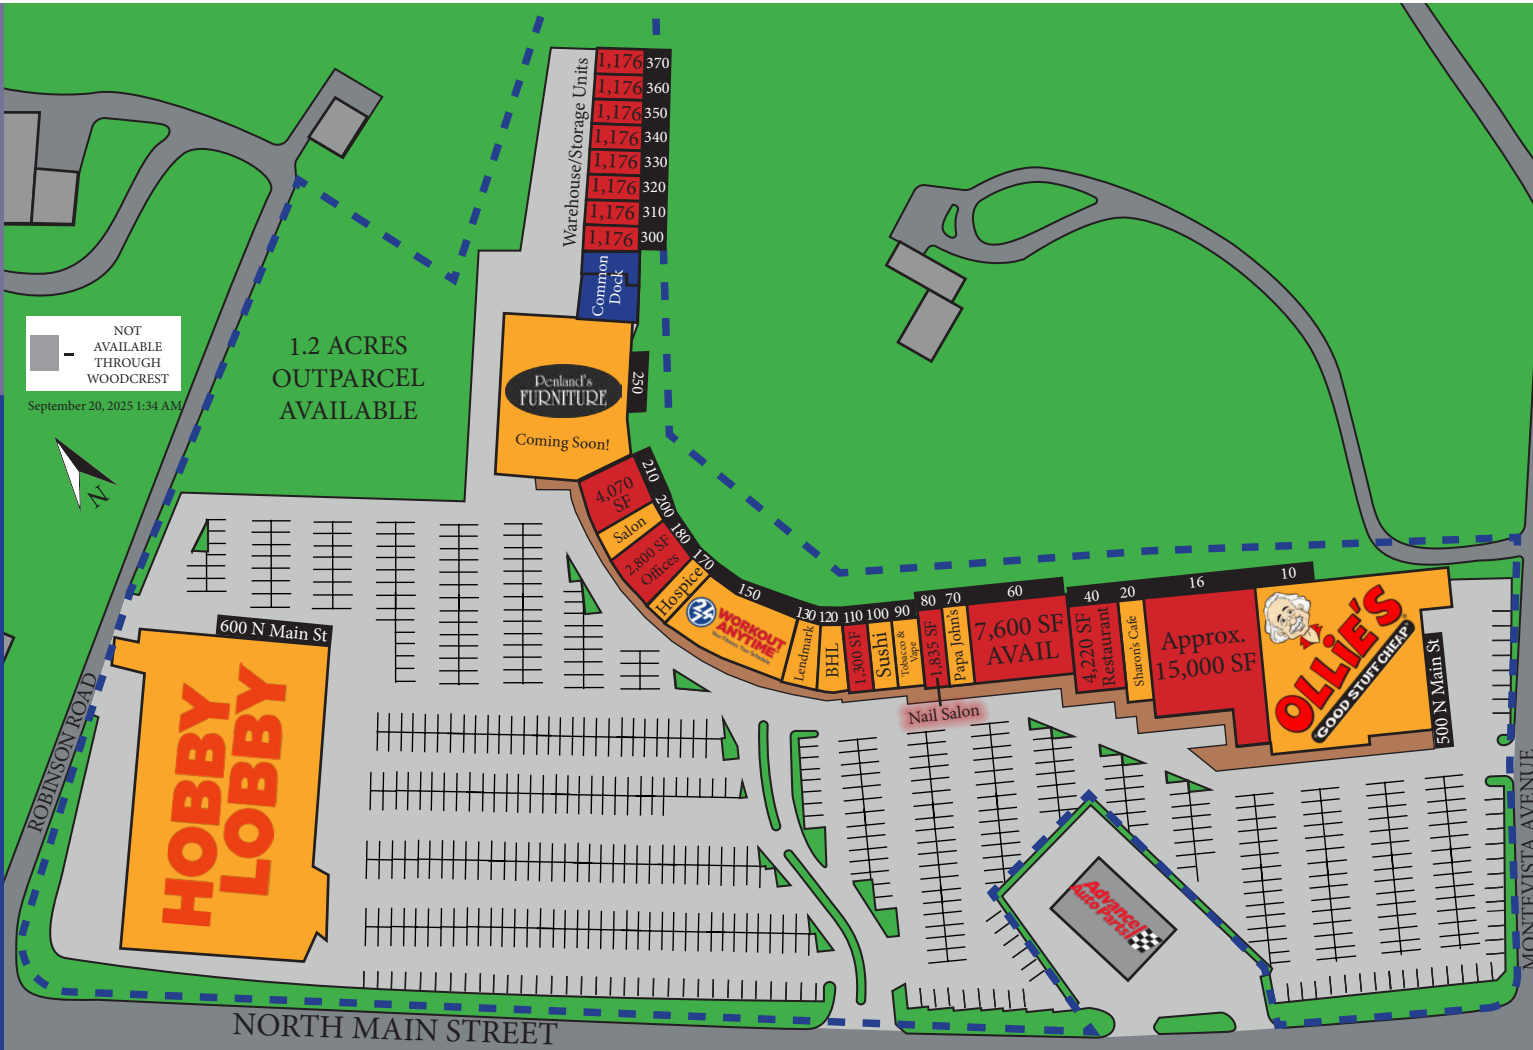 Warehouse/Storage Units
1,176 370
1,176 360
1,176 350
1,176 340
1,176 330
1,176 320
1,176 310
1,176 300
Common
Dock
NOT
AVAILABLE
THROUGH
WOODCREST
September 20, 2025 1:34 AM
N
1.2 ACRES
OUTPARCEL
AVAILABLE
Penland's
FURNITURE
Coming Soon!
250
4,070
SF
210
Salon
200
2,800 SF
Offices
180
Hospice
170
24/7
WORKOUT
ANYTIME
Your Fitness. Your Schedule.
150
Lendmark
130
BHL
120
1,300 SF
110
Sushi
100
Tobacco &
Vape
90
1,835 SF
80
Nail Salon
Papa John's
70
7,600 SF
AVAIL
60
4,220 SF
Restaurant
40
Sharon's Cafe
20
Approx.
15,000 SF
16
10
OLLIE'S
GOOD STUFF CHEAP
500 N Main St
600 N Main St
HOBBY
LOBBY
Advance
Auto Parts
ROBINSON ROAD
NORTH MAIN STREET
MONTEVISTA AVENUE